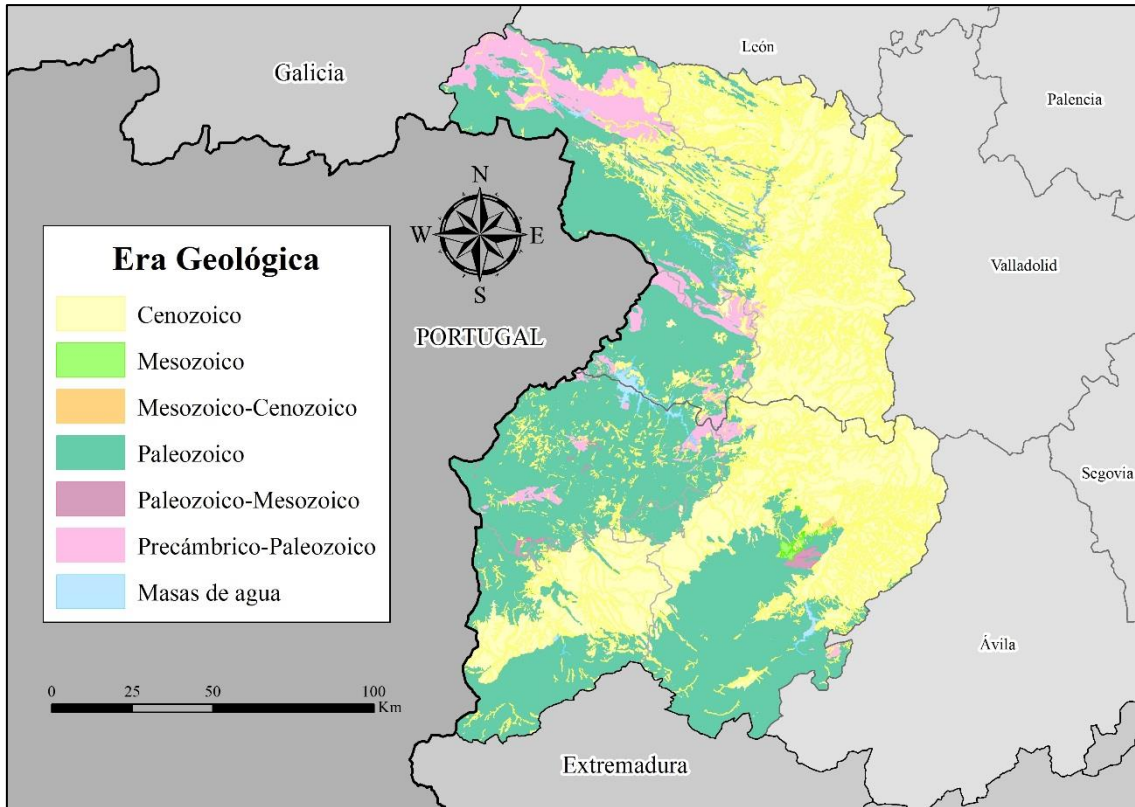 Galicia
León
Palencia
Valladolid
Segovia
Ávila
Extremadura
PORTUGAL
N
W E
S
Era Geológica
Cenozoico
Mesozoico
Mesozoico-Cenozoico
Paleozoico
Paleozoico-Mesozoico
Precámbrico-Paleozoico
Masas de agua
0 25 50 100
Km